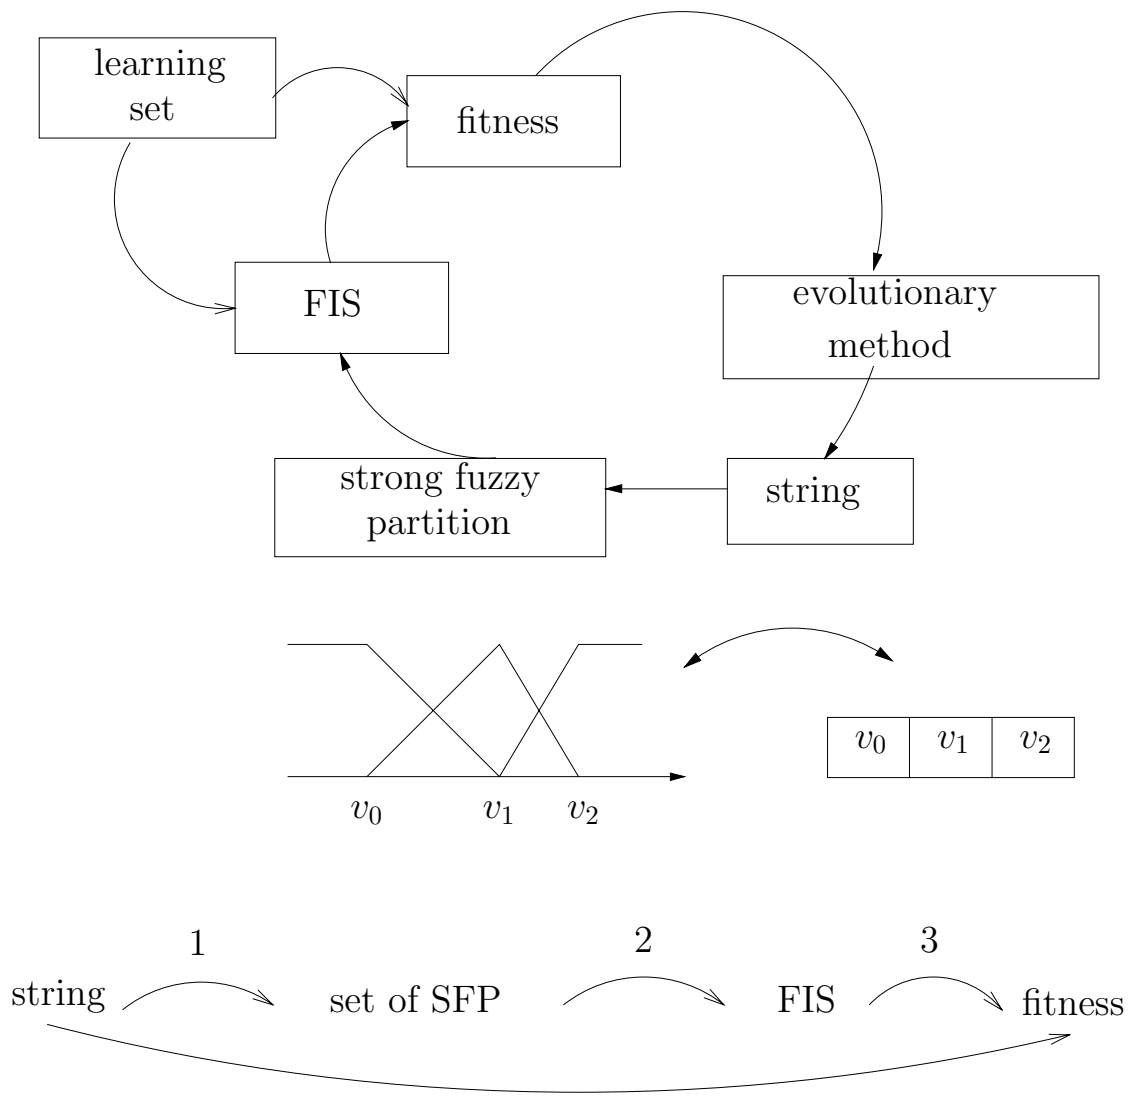 learning
set
fitness
FIS
evolutionary
method
strong fuzzy
partition
string
v₀ v₁ v₂
v₀ v₁ v₂
1 2 3
string set of SFP FIS fitness